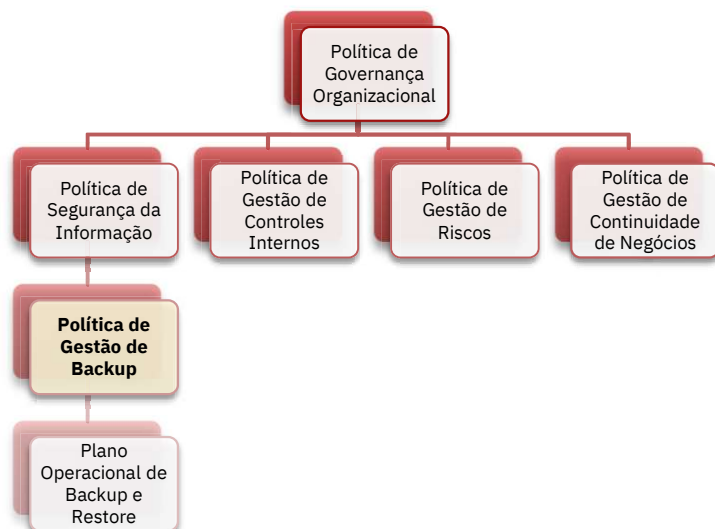 Política de
Governança
Organizacional
Política de
Segurança da
Informação
Política de
Gestão de
Controles
Internos
Política de
Gestão de
Riscos
Política de
Gestão de
Continuidade
de Negócios
Política de
Gestão de
Backup
Plano
Operacional de
Backup e
Restore